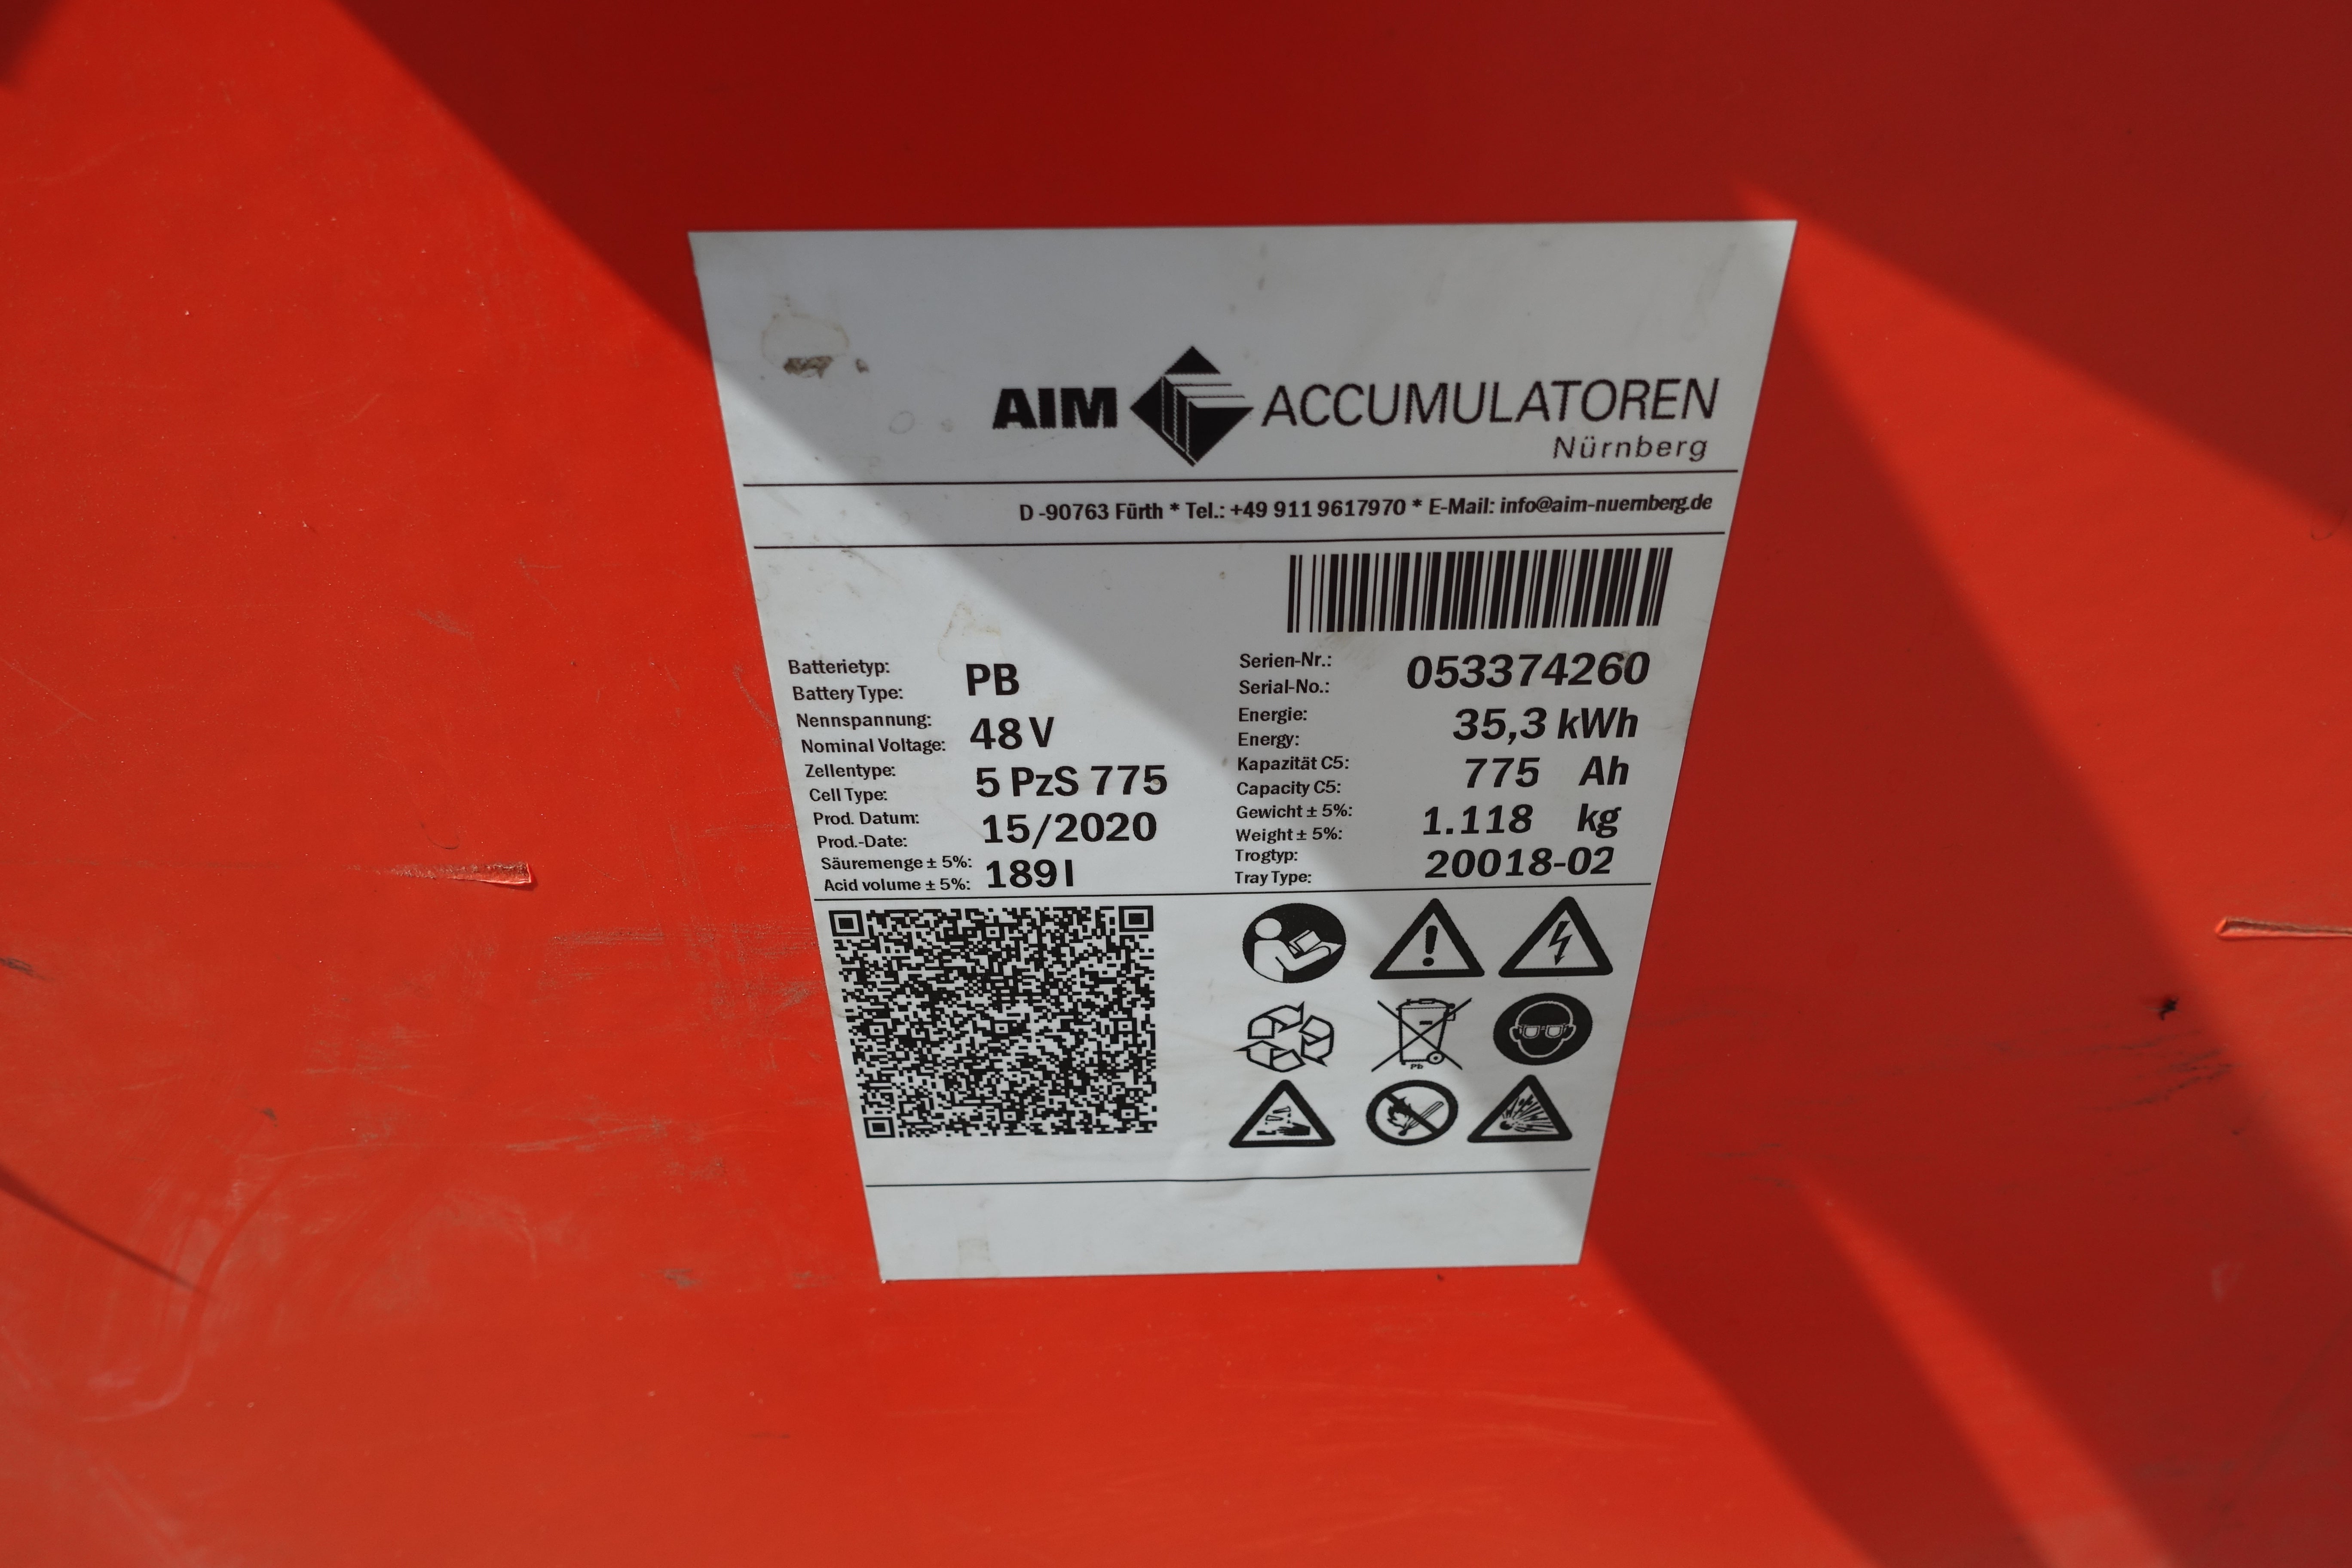 AIM ACCUMULATOREN
Nürnberg
D -90763 Fürth * Tel.: +49 911 9617970 * E-Mail: info@aim-nuernberg.de
Batterietyp:
Battery Type:
PB
Serien-Nr.:
Serial-No.:
053374260
Nennspannung:
Nominal Voltage:
48 V
Energie:
Energy:
35,3 kWh
Zellentype:
Cell Type:
5 PzS 775
Kapazität C5:
Capacity C5:
775 Ah
Prod. Datum:
Prod.-Date:
15/2020
Gewicht ± 5%:
Weight ± 5%:
1.118 kg
Säuremenge ± 5%:
Acid volume ± 5%:
189 l
Trogtyp:
Tray Type:
20018-02
Pb